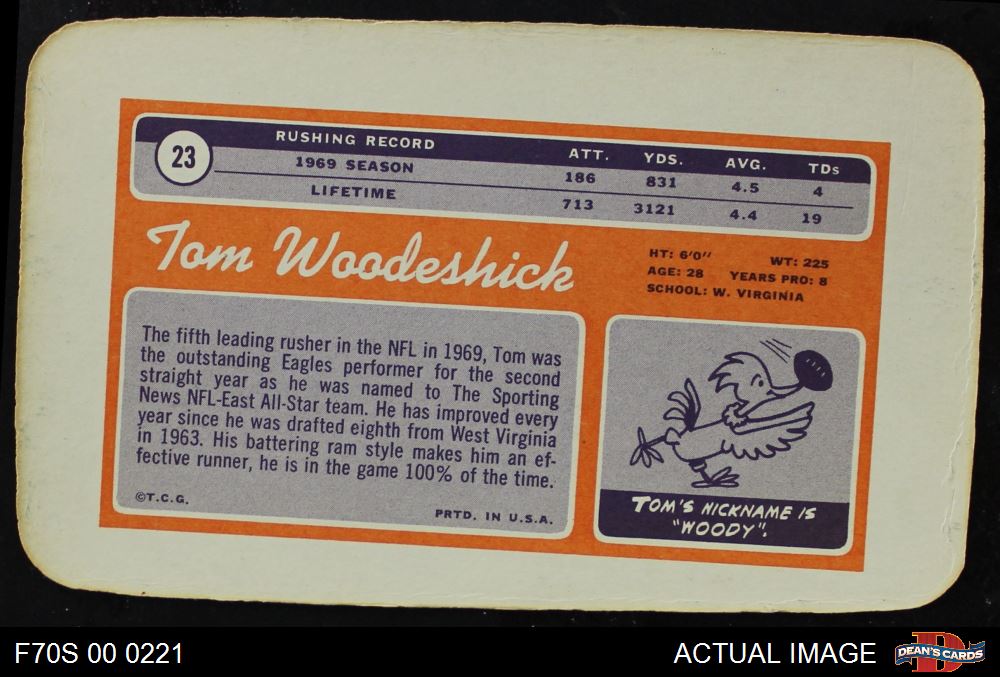 23
RUSHING RECORD ATT. YDS. AVG. TDs
1969 SEASON 186 831 4.5 4
LIFETIME 713 3121 4.4 19
Tom Woodeshick
HT: 6'0" WT: 225
AGE: 28 YEARS PRO: 8
SCHOOL: W. VIRGINIA
The fifth leading rusher in the NFL in 1969, Tom was
the outstanding Eagles performer for the second
straight year as he was named to The Sporting
News NFL-East All-Star team. He has improved every
year since he was drafted eighth from West Virginia
in 1963. His battering ram style makes him an ef-
fective runner, he is in the game 100% of the time.
©T.C.G.
PRTD. IN U.S.A.
TOM'S NICKNAME IS
"WOODY".
F70S 00 0221
ACTUAL IMAGE
D
DEAN'S CARDS